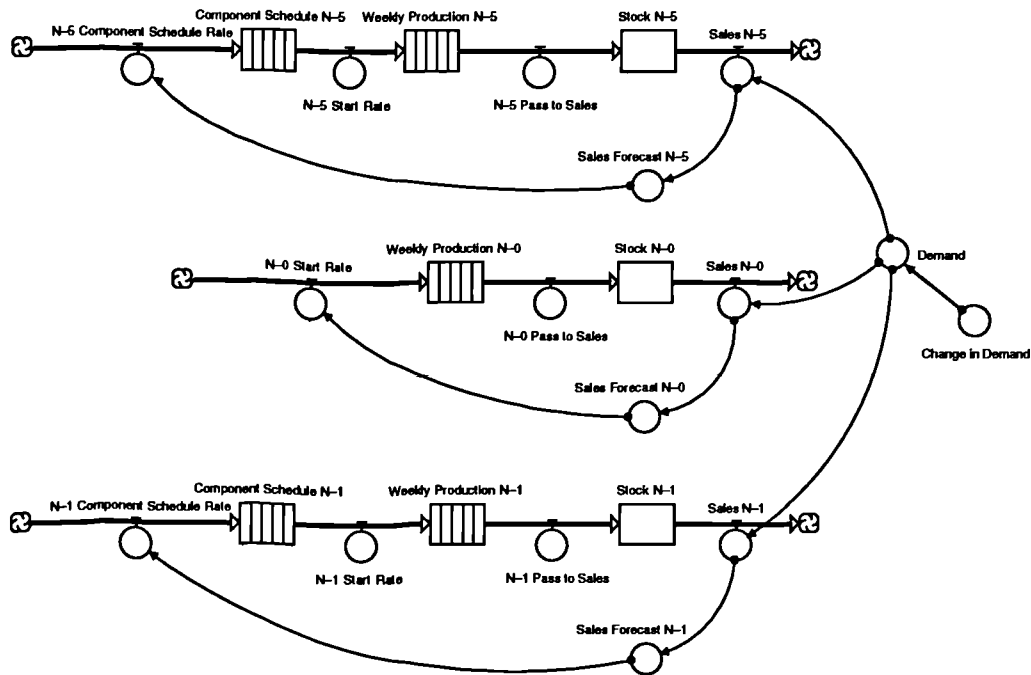 Component Schedule N–5
Weekly Production N–5
Stock N–5
Sales N–5
N–5 Component Schedule Rate
N–5 Start Rate
N–5 Pass to Sales
Sales Forecast N–5
Weekly Production N–0
Stock N–0
Sales N–0
N–0 Start Rate
Demand
N–0 Pass to Sales
Change in Demand
Sales Forecast N–0
Component Schedule N–1
Weekly Production N–1
Stock N–1
Sales N–1
N–1 Component Schedule Rate
N–1 Start Rate
N–1 Pass to Sales
Sales Forecast N–1